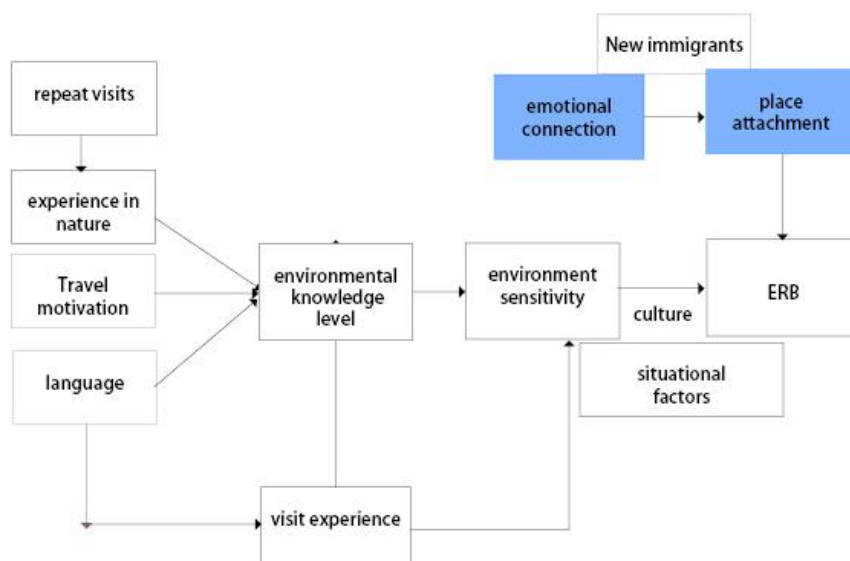 New immigrants
repeat visits
emotional
connection
place
attachment
experience in
nature
Travel
motivation
environmental
knowledge
level
environment
sensitivity
culture
ERB
language
situational
factors
visit experience